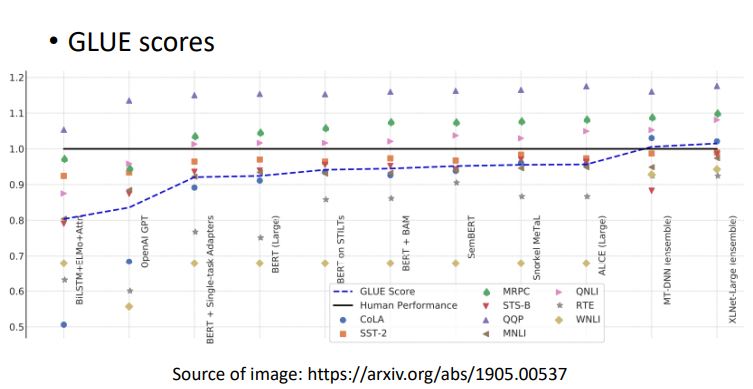 • GLUE scores
1.2
1.1
1.0
0.9
0.8
0.7
0.6
0.5
BiLSTM+ELMo+Attn
OpenAI GPT
BERT + Single-task Adapters
BERT (Large)
BERT on STILTs
BERT + BAM
SemBERT
Snorkel MeTaL
ALICE (Large)
MT-DNN (ensemble)
XLNet-Large (ensemble)
GLUE Score
Human Performance
CoLA
SST-2
MRPC
STS-B
QQP
MNLI
QNLI
RTE
WNLI
Source of image: https://arxiv.org/abs/1905.00537